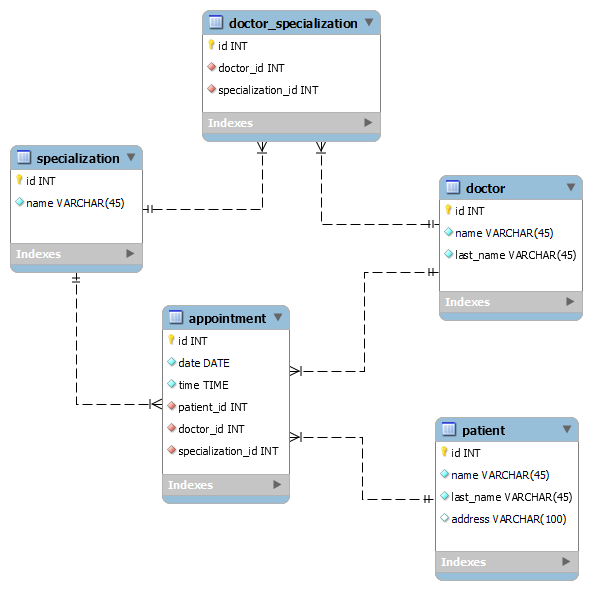 doctor_specialization
id INT
doctor_id INT
specialization_id INT
Indexes
specialization
id INT
name VARCHAR(45)
Indexes
doctor
id INT
name VARCHAR(45)
last_name VARCHAR(45)
Indexes
appointment
id INT
date DATE
time TIME
patient_id INT
doctor_id INT
specialization_id INT
Indexes
patient
id INT
name VARCHAR(45)
last_name VARCHAR(45)
address VARCHAR(100)
Indexes